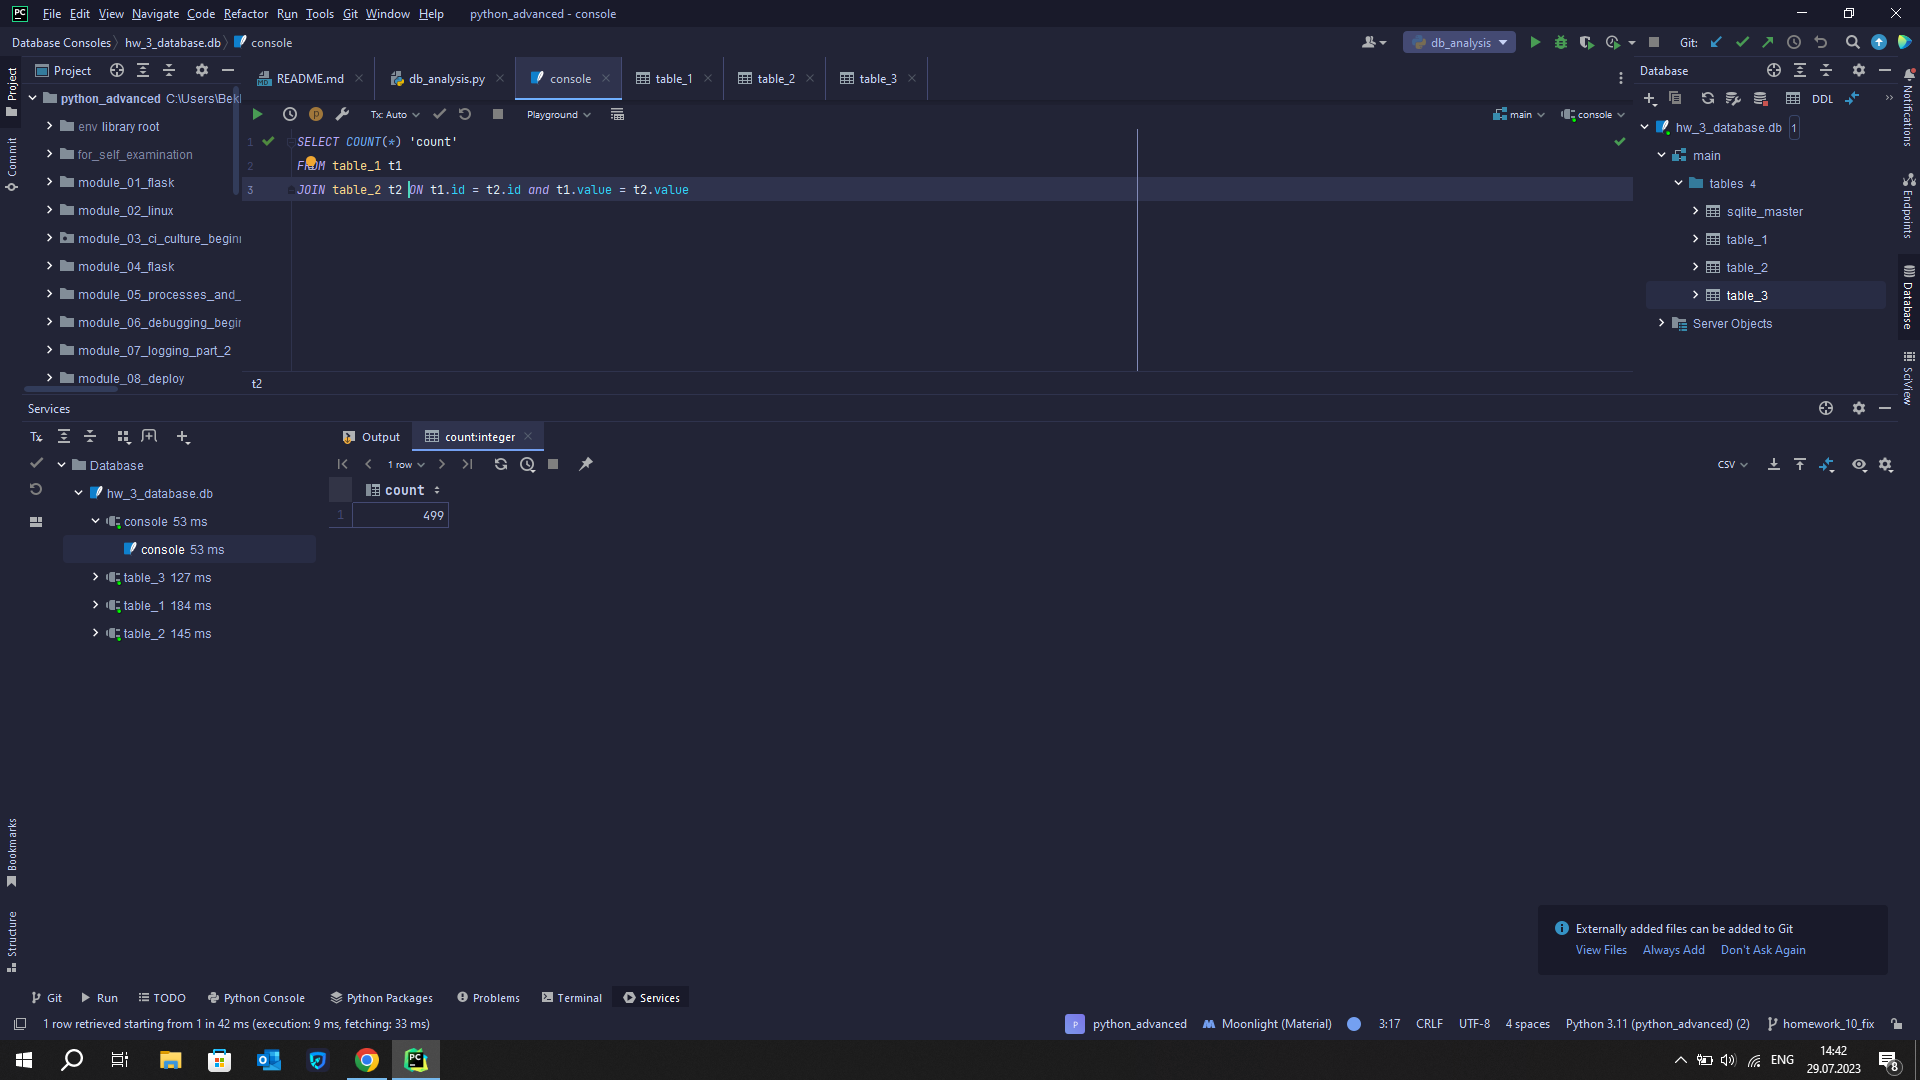 PC File Edit View Navigate Code Refactor Run Tools Git Window Help python_advanced - console
Database Consoles hw_3_database.db console
db_analysis Git:
Project
README.md db_analysis.py console table_1 table_2 table_3
Database
Project
Commit
Bookmarks
Structure
python_advanced C:\Users\Bek
env library root
for_self_examination
module_01_flask
module_02_linux
module_03_ci_culture_begin
module_04_flask
module_05_processes_and_
module_06_debugging_begi
module_07_logging_part_2
module_08_deploy
Tx: Auto Playground main console
1 SELECT COUNT(*) 'count'
2 FROM table_1 t1
3 JOIN table_2 t2 ON t1.id = t2.id and t1.value = t2.value
t2
DDL
hw_3_database.db 1
main
tables 4
sqlite_master
table_1
table_2
table_3
Server Objects
Notifications
Endpoints
Database
SciView
Services
Tx
Output count:integer
Database
hw_3_database.db
console 53 ms
console 53 ms
table_3 127 ms
table_1 184 ms
table_2 145 ms
1 row CSV
count
1 499
Externally added files can be added to Git
View Files Always Add Don't Ask Again
Git Run TODO Python Console Python Packages Problems Terminal Services
1 row retrieved starting from 1 in 42 ms (execution: 9 ms, fetching: 33 ms)
P python_advanced Moonlight (Material) 3:17 CRLF UTF-8 4 spaces Python 3.11 (python_advanced) (2) homework_10_fix
PC
ENG
14:42
29.07.2023
8